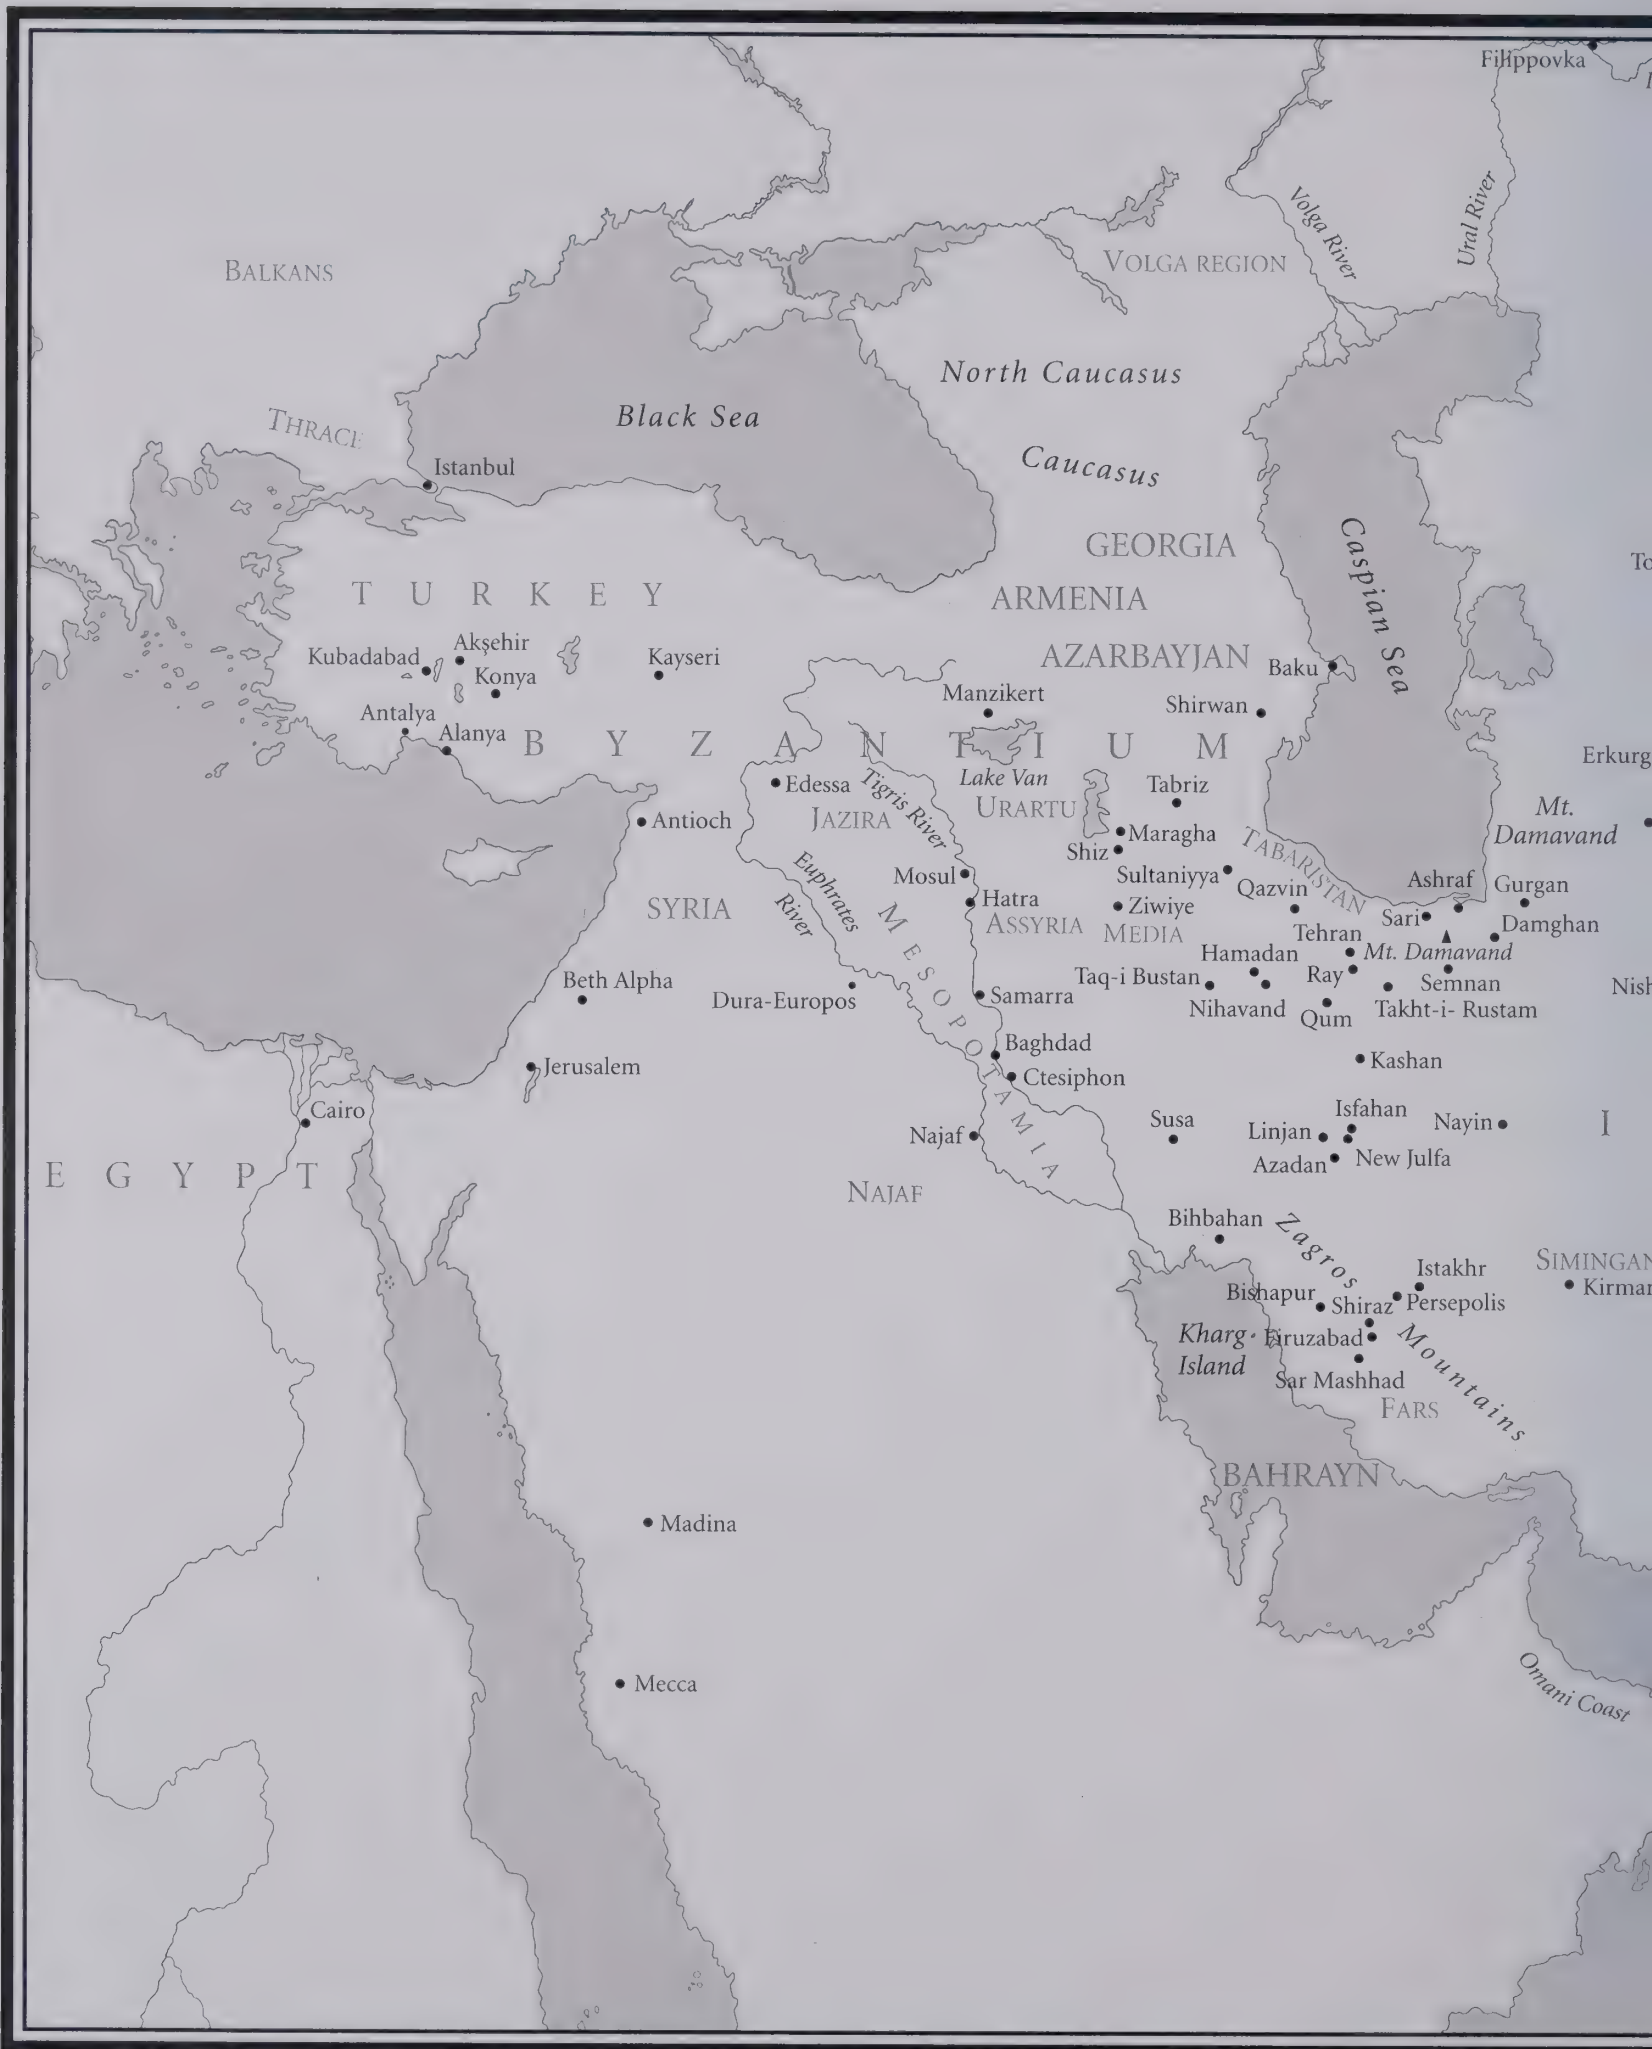 Filippovka
Volga River
Ural River
BALKANS
VOLGA REGION
North Caucasus
Black Sea
THRACE
Caucasus
Istanbul
Caspian Sea
GEORGIA
TURKEY
ARMENIA
Akşehir
Kubadabad
Kayseri
AZARBAYJAN
Baku
Konya
Manzikert
Shirwan
Antalya
Alanya
BYZANTIUM
Edessa
Tigris River
Lake Van
Tabriz
JAZIRA
URARTU
Mt.
Damavand
Antioch
Maragha
Shiz
TABARISTAN
Euphrates
River
Mosul
Sultaniyya
Qazvin
Ashraf
Gurgan
SYRIA
Hatra
Ziwiye
Sari
ASSYRIA
MEDIA
Damghan
MESOPOTAMIA
Tehran
Hamadan
Mt. Damavand
Beth Alpha
Taq-i Bustan
Ray
Semnan
Dura-Europos
Samarra
Nihavand
Qum
Takht-i- Rustam
Baghdad
Jerusalem
Kashan
Ctesiphon
Cairo
Isfahan
Susa
Nayin
Linjan
Najaf
Azadan
New Julfa
EGYPT
I
NAJAF
Bihbahan
Zagros
Mountains
SIMINGAN
Istakhr
Bishapur
Shiraz
Persepolis
Kharg
Island
Firuzabad
Sar Mashhad
FARS
BAHRAYN
Madina
Mecca
Omani Coast